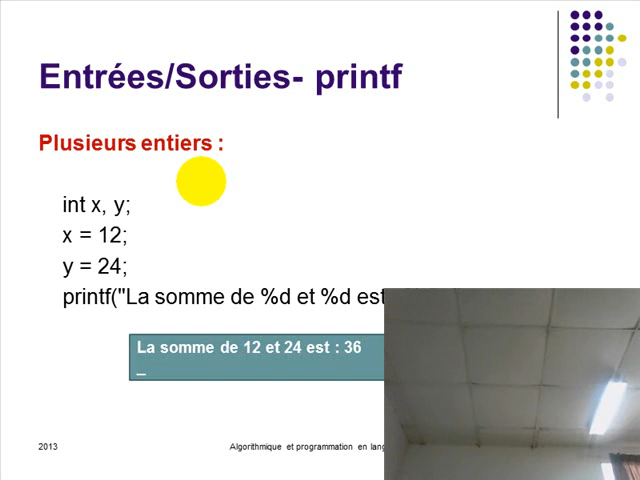 Entrées/Sorties- printf
Plusieurs entiers :
int x, y;
x = 12;
y = 24;
printf("La somme de %d et %d est
La somme de 12 et 24 est : 36
_
2013
Algorithmique et programmation en lang